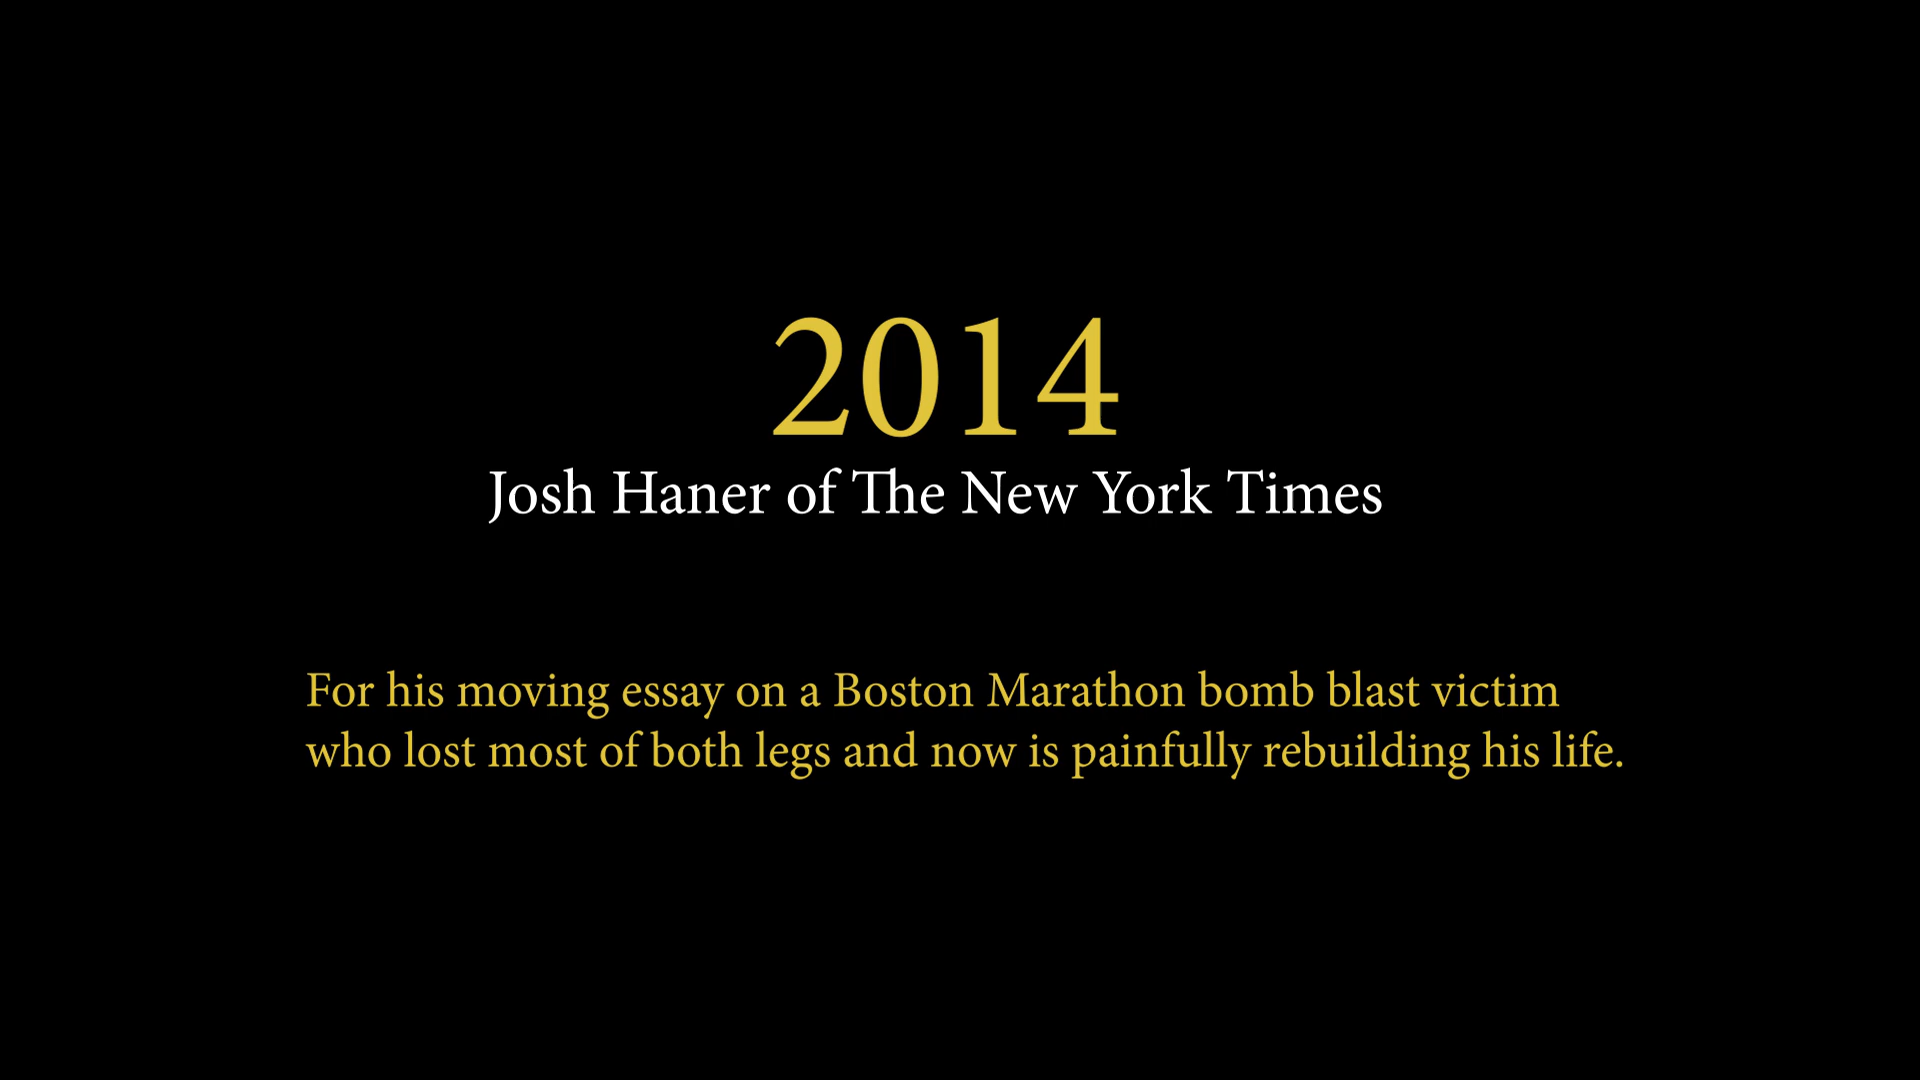 2014
Josh Haner of The New York Times
For his moving essay on a Boston Marathon bomb blast victim
who lost most of both legs and now is painfully rebuilding his life.